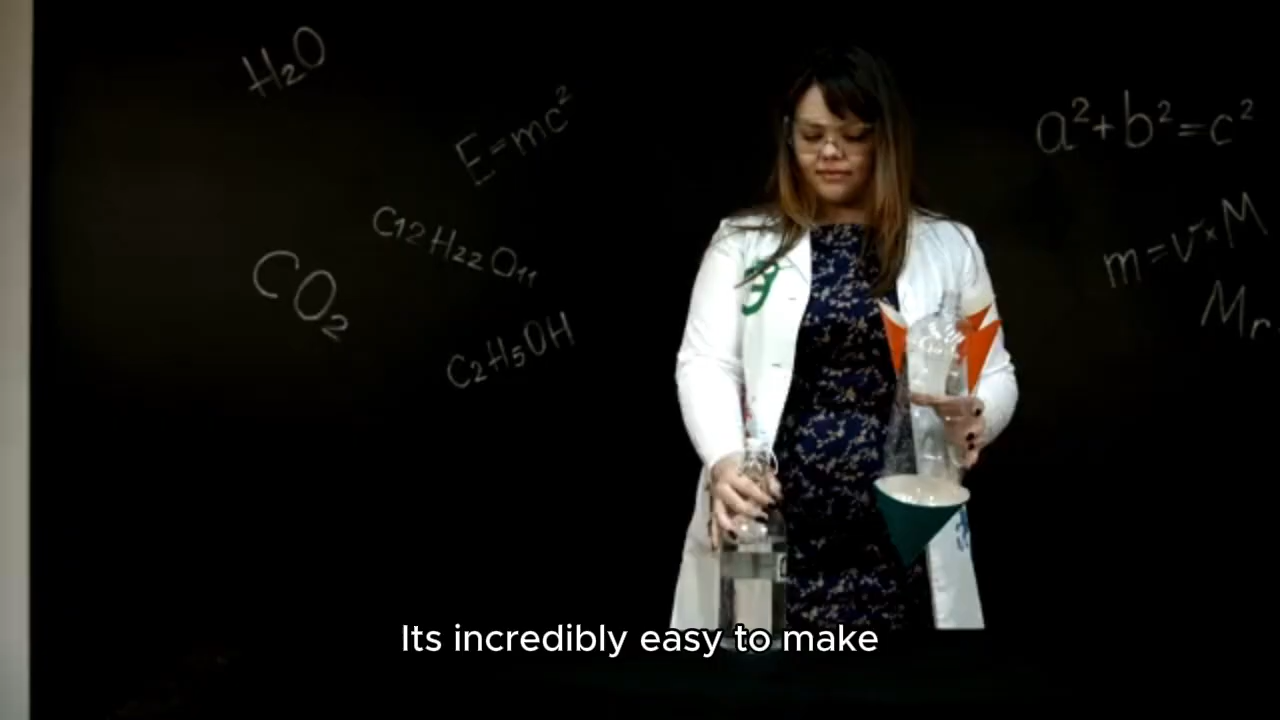 H₂O
E=mc²
C12H22O11
CO₂
C2H5OH
a²+b²=c²
m=ν×M
Mr
Its incredibly easy to make